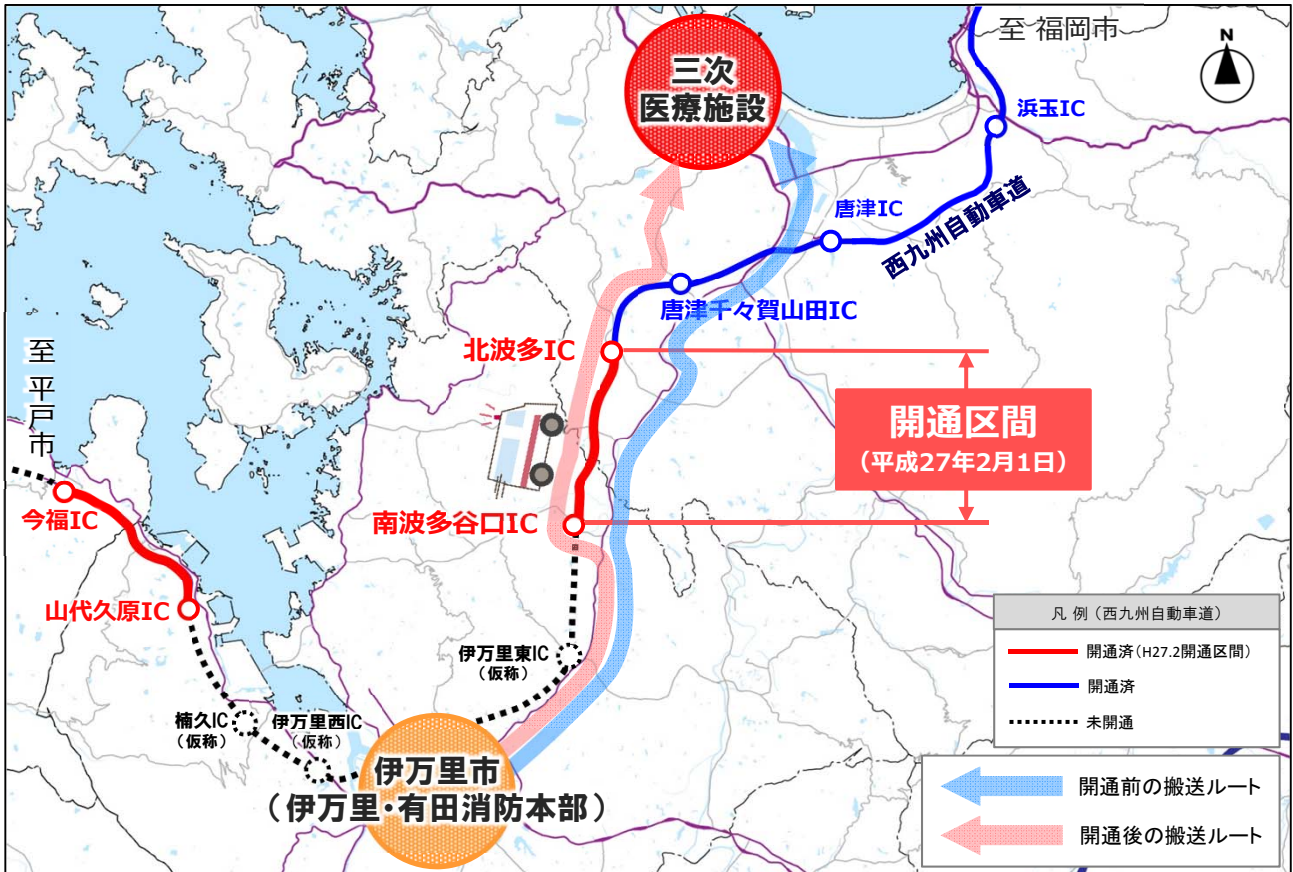 至 福岡市
N
三次
医療施設
浜玉IC
唐津IC
西九州自動車道
唐津千々賀山田IC
北波多IC
開通区間
（平成27年2月1日）
至 平戸市
今福IC
南波多谷口IC
山代久原IC
伊万里東IC
（仮称）
楠久IC
（仮称）
伊万里西IC
（仮称）
伊万里市
（伊万里・有田消防本部）
凡 例（西九州自動車道）
開通済（H27.2開通区間）
開通済
未開通
開通前の搬送ルート
開通後の搬送ルート